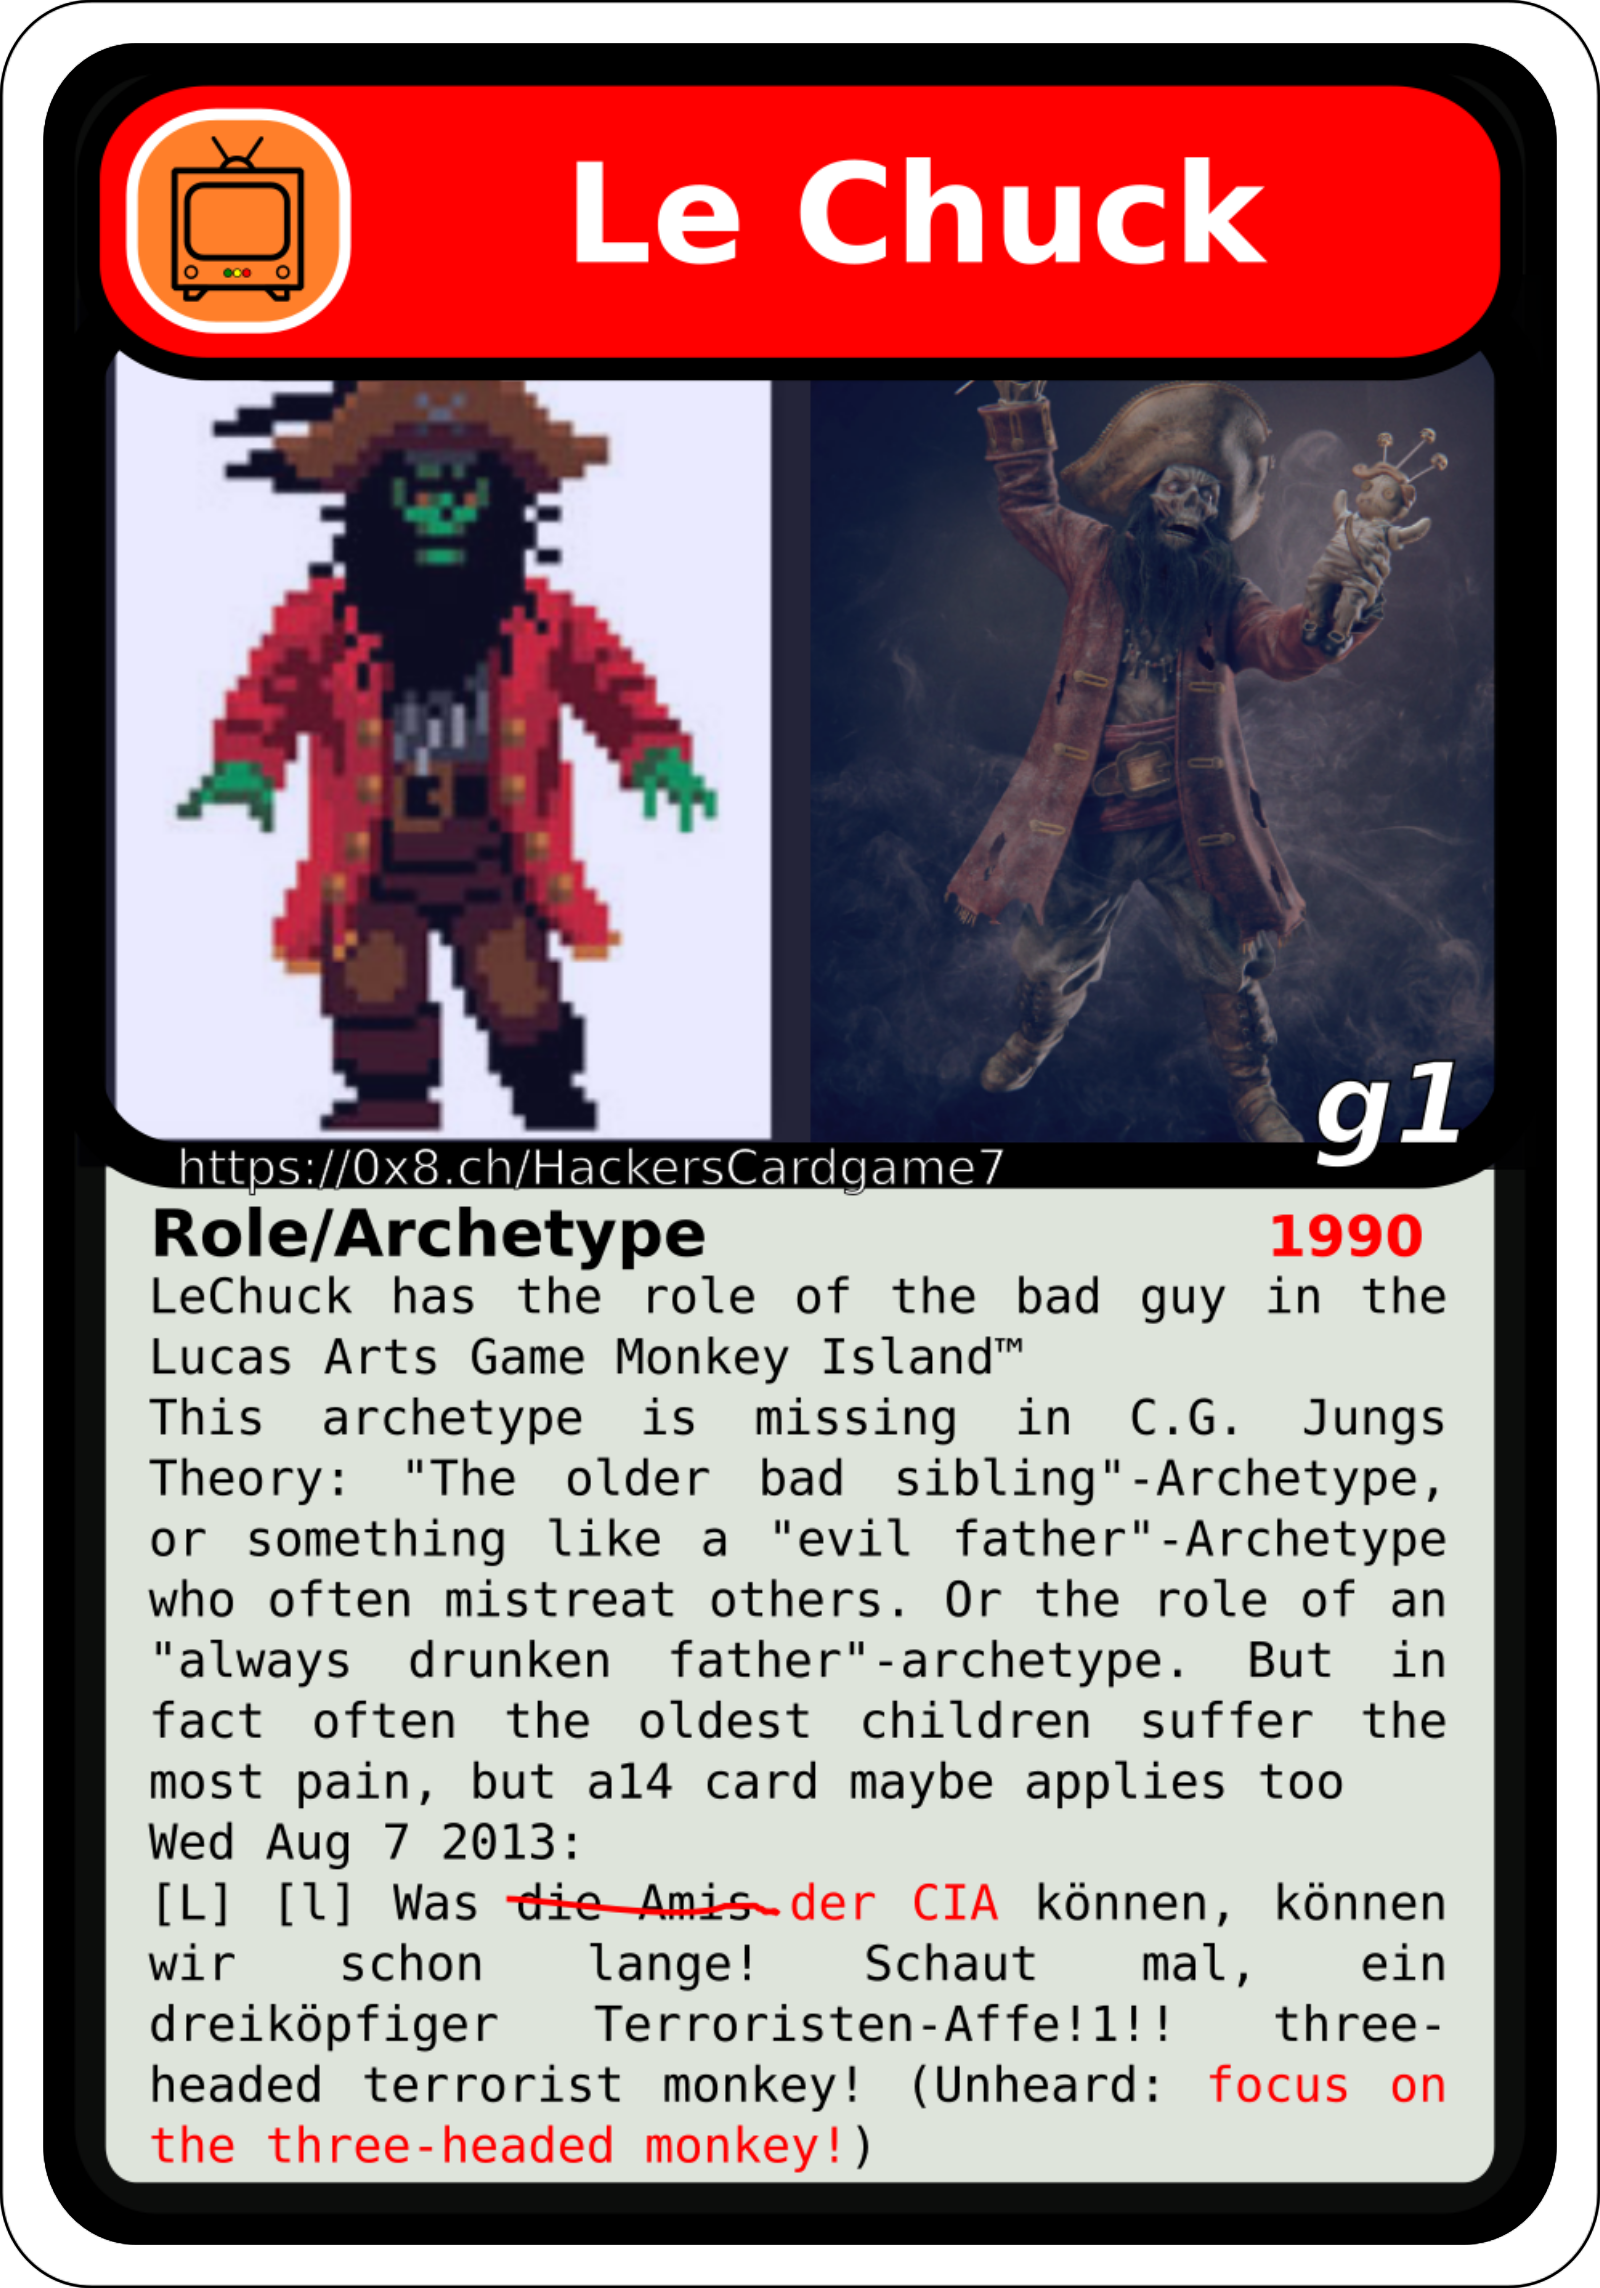 Le Chuck
g1
https://0x8.ch/HackersCardgame7
Role/Archetype 1990
LeChuck has the role of the bad guy in the
Lucas Arts Game Monkey Island™
This archetype is missing in C.G. Jungs
Theory: "The older bad sibling"-Archetype,
or something like a "evil father"-Archetype
who often mistreat others. Or the role of an
"always drunken father"-archetype. But in
fact often the oldest children suffer the
most pain, but a14 card maybe applies too
Wed Aug 7 2013:
[L] [l] Was die Amis der CIA können, können
wir schon lange! Schaut mal, ein
dreiköpfiger Terroristen-Affe!1!! three-
headed terrorist monkey! (Unheard: focus on
the three-headed monkey!)